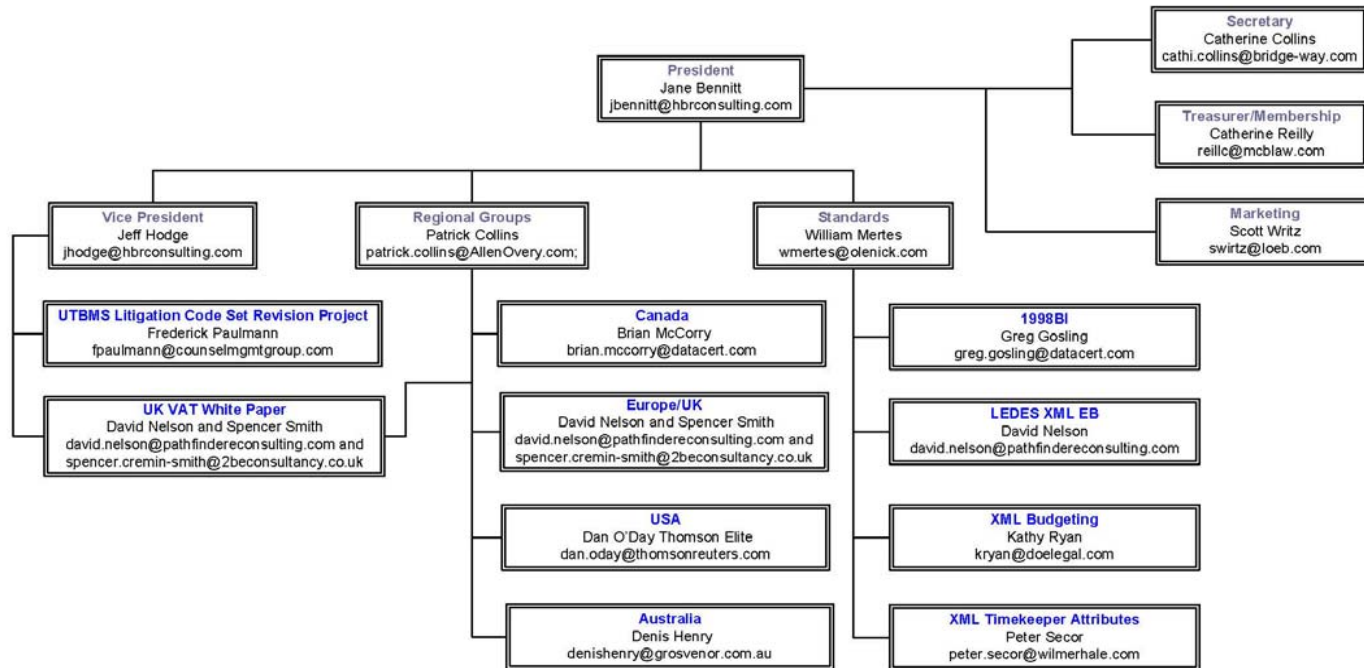 President
Jane Bennitt
jbennitt@hbrconsulting.com
Secretary
Catherine Collins
cathi.collins@bridge-way.com
Treasurer/Membership
Catherine Reilly
reillc@mcblaw.com
Marketing
Scott Writz
swirtz@loeb.com
Vice President
Jeff Hodge
jhodge@hbrconsulting.com
Regional Groups
Patrick Collins
patrick.collins@AllenOvery.com;
Standards
William Mertes
wmertes@olenick.com
UTBMS Litigation Code Set Revision Project
Frederick Paulmann
fpaulmann@counselmgmtgroup.com
UK VAT White Paper
David Nelson and Spencer Smith
david.nelson@pathfindereconsulting.com and
spencer.cremin-smith@2beconsultancy.co.uk
Canada
Brian McCorry
brian.mccorry@datacert.com
Europe/UK
David Nelson and Spencer Smith
david.nelson@pathfindereconsulting.com and
spencer.cremin-smith@2beconsultancy.co.uk
USA
Dan O'Day Thomson Elite
dan.oday@thomsonreuters.com
Australia
Denis Henry
denishenry@grosvenor.com.au
1998BI
Greg Gosling
greg.gosling@datacert.com
LEDES XML EB
David Nelson
david.nelson@pathfindereconsulting.com
XML Budgeting
Kathy Ryan
kryan@doelegal.com
XML Timekeeper Attributes
Peter Secor
peter.secor@wilmerhale.com